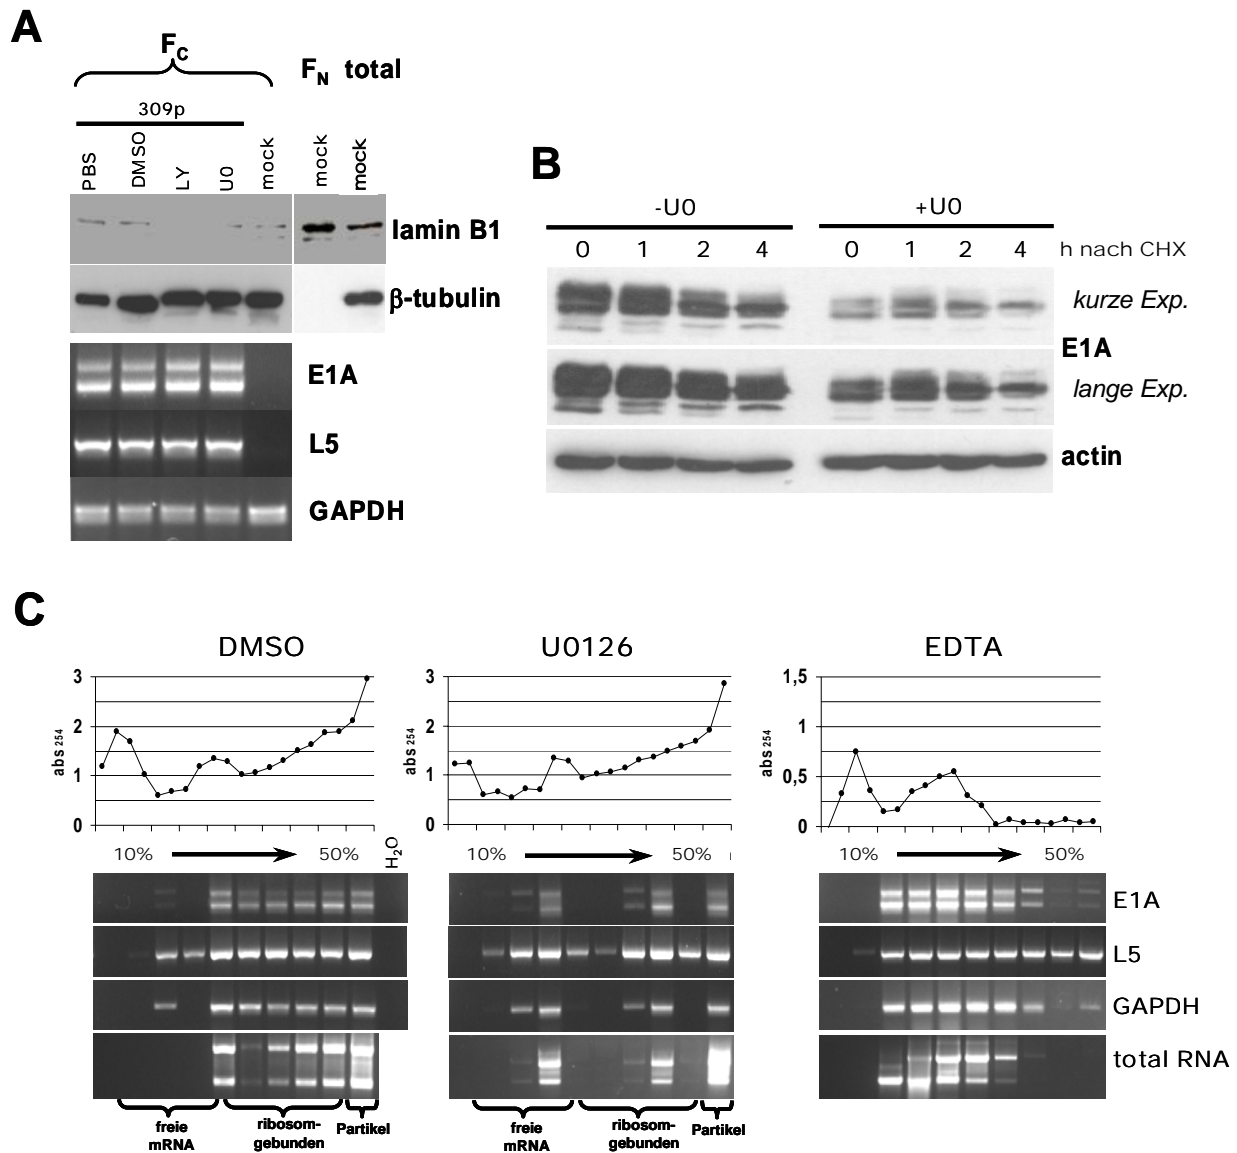 A
FC
FN total
309p
PBS
DMSO
LY
U0
mock
mock
mock
lamin B1
β-tubulin
E1A
L5
GAPDH
B
-U0
+U0
0 1 2 4 0 1 2 4 h nach CHX
kurze Exp.
E1A
lange Exp.
actin
C
DMSO
3
2
1
0
abs 254
10% 50%
H2O
U0126
3
2
1
0
abs 254
10% 50%
EDTA
1,5
1
0,5
0
abs 254
10% 50%
E1A
L5
GAPDH
total RNA
freie
mRNA
ribosom-
gebunden
Partikel
freie
mRNA
ribosom-
gebunden
Partikel